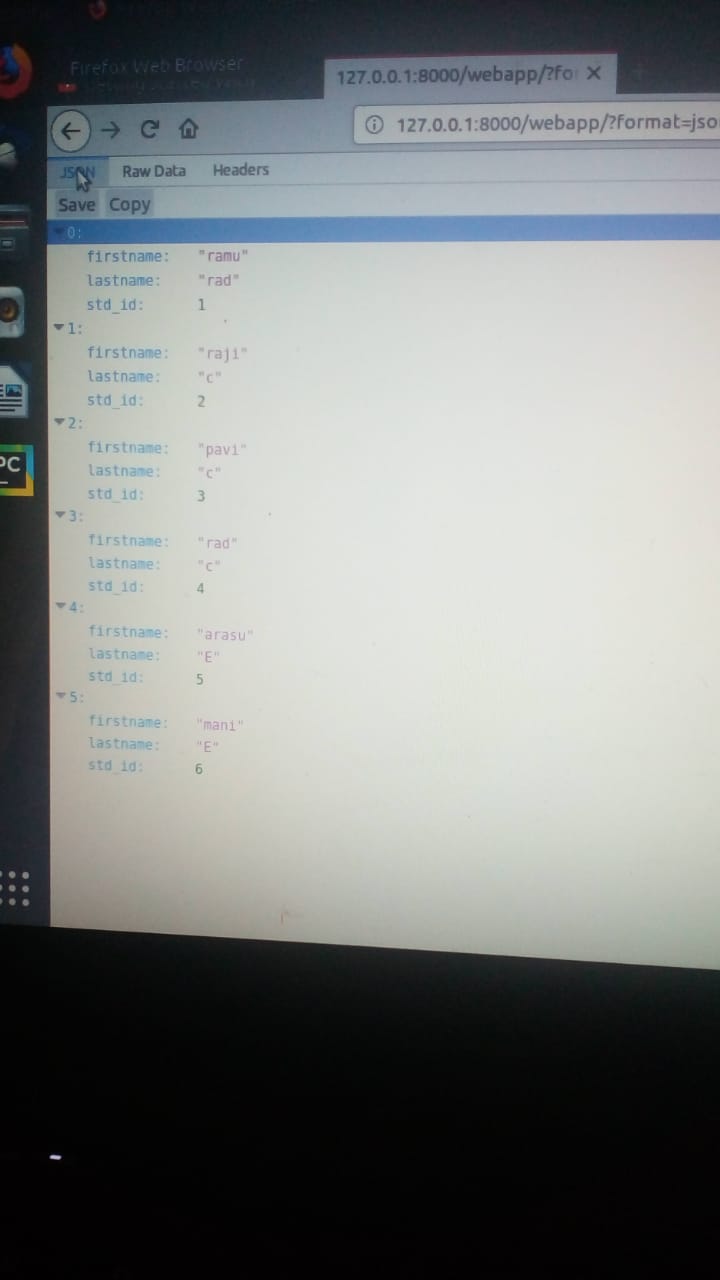 Firefox Web Browser
127.0.0.1:8000/webapp/?fo
127.0.0.1:8000/webapp/?format=jso
JSON Raw Data Headers
Save Copy
0:
firstname: "ramu"
lastname: "rad"
std_id: 1
1:
firstname: "raji"
lastname: "c"
std_id: 2
2:
firstname: "pavi"
lastname: "c"
std_id: 3
3:
firstname: "rad"
lastname: "c"
std_id: 4
4:
firstname: "arasu"
lastname: "E"
std_id: 5
5:
firstname: "mani"
lastname: "E"
std_id: 6
PC